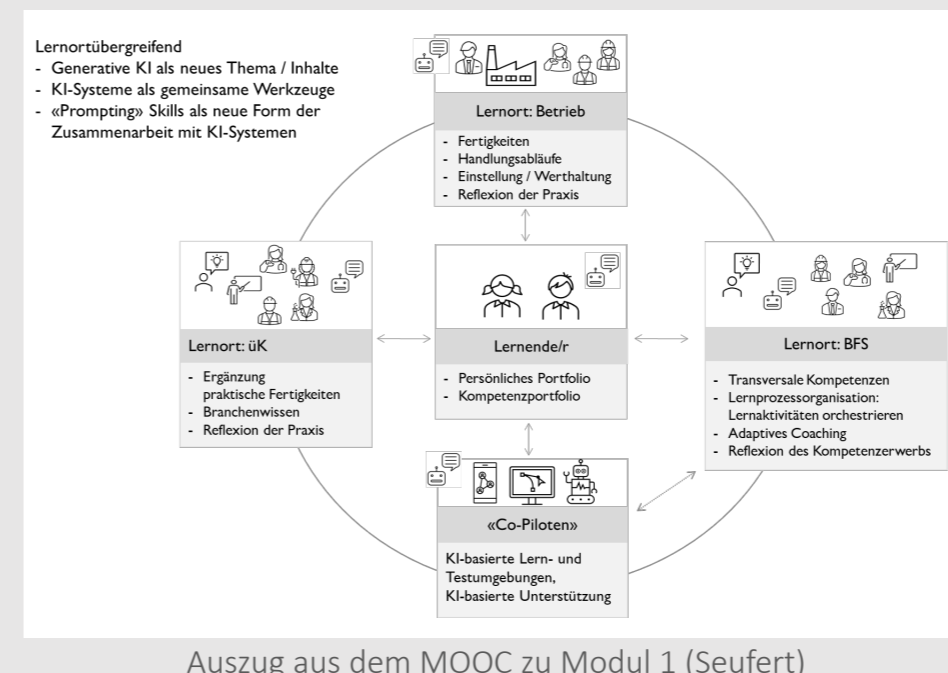 Lernortübergreifend
- Generative KI als neues Thema / Inhalte
- KI-Systeme als gemeinsame Werkzeuge
- «Prompting» Skills als neue Form der
Zusammenarbeit mit KI-Systemen
Lernort: Betrieb
- Fertigkeiten
- Handlungsabläufe
- Einstellung / Werthaltung
- Reflexion der Praxis
Lernort: üK
- Ergänzung
praktische Fertigkeiten
- Branchenwissen
- Reflexion der Praxis
Lernende/r
- Persönliches Portfolio
- Kompetenzportfolio
Lernort: BFS
- Transversale Kompetenzen
- Lernprozessorganisation:
Lernaktivitäten orchestrieren
- Adaptives Coaching
- Reflexion des Kompetenzerwerbs
«Co-Piloten»
KI-basierte Lern- und
Testumgebungen,
KI-basierte Unterstützung
Auszug aus dem MOOC zu Modul 1 (Seufert)